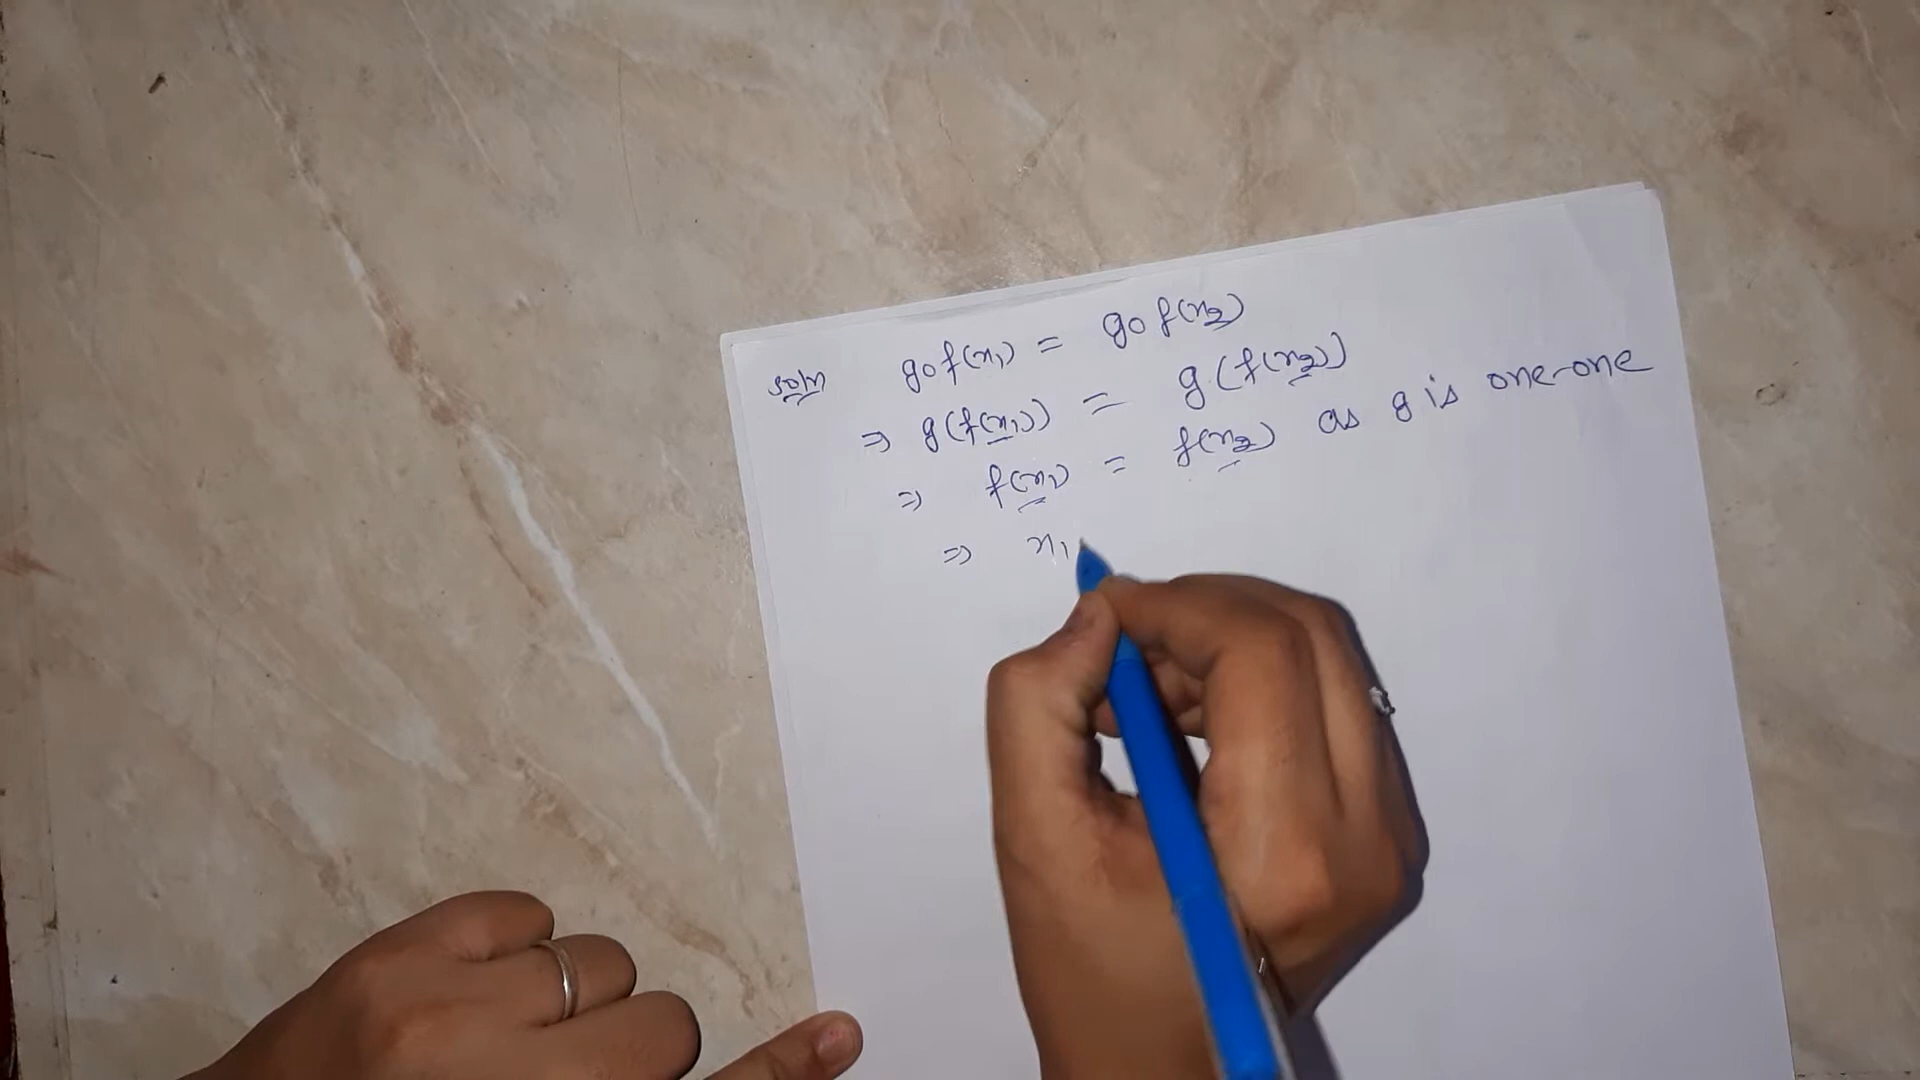 Soln gof(x₁) = gof(x₂)
⇒ g(f(x₁)) = g(f(x₂))
⇒ f(x₁) = f(x₂) as g is one-one
⇒ x₁